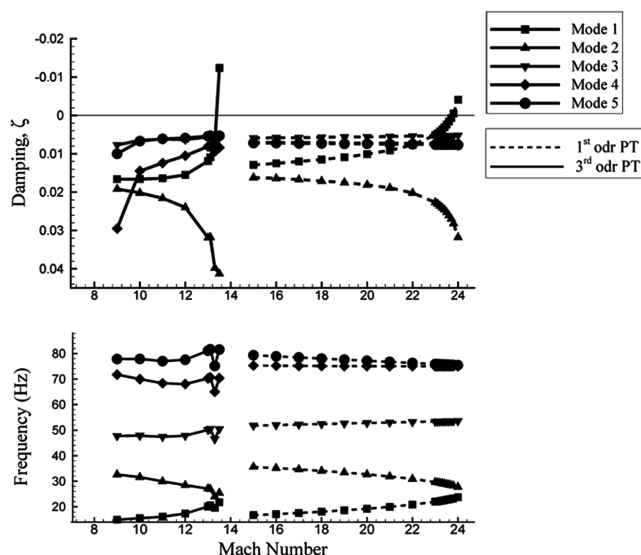 -0.02
-0.01
0
0.01
0.02
0.03
0.04
Damping, ζ
8 10 12 14 16 18 20 22 24
Mode 1
Mode 2
Mode 3
Mode 4
Mode 5
1st odr PT
3rd odr PT
80
70
60
50
40
30
20
Frequency (Hz)
8 10 12 14 16 18 20 22 24
Mach Number